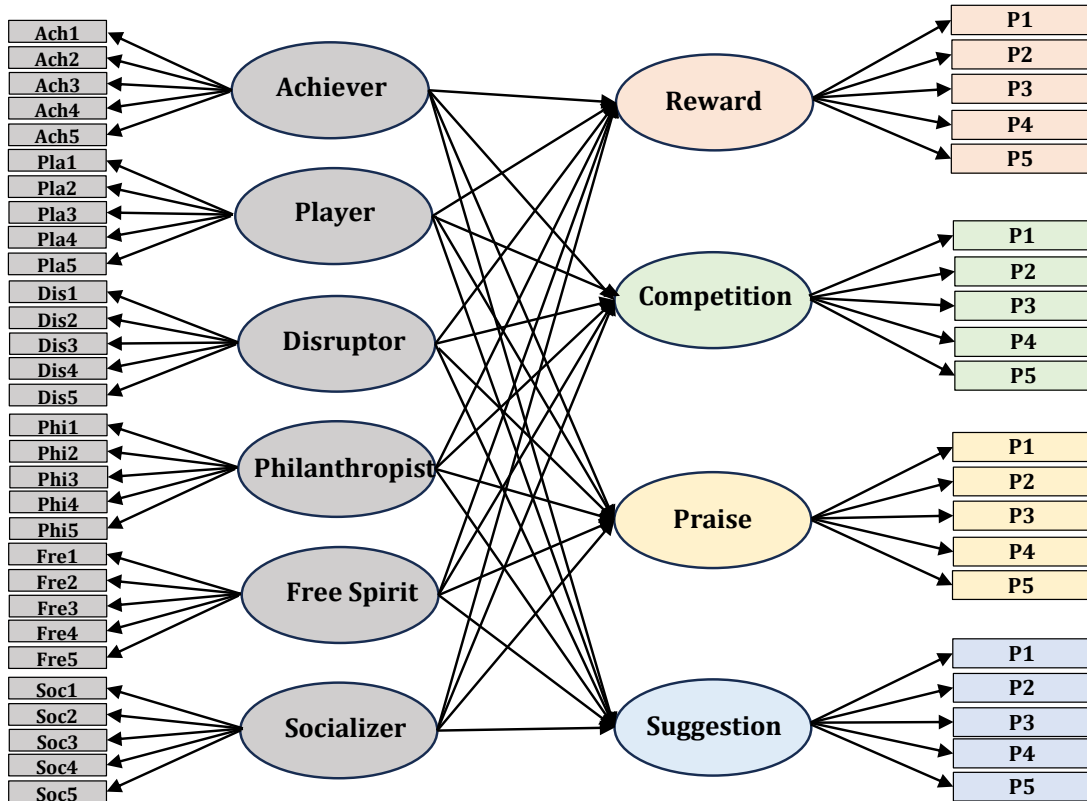 Ach1
Ach2
Ach3
Ach4
Ach5
Pla1
Pla2
Pla3
Pla4
Pla5
Dis1
Dis2
Dis3
Dis4
Dis5
Phi1
Phi2
Phi3
Phi4
Phi5
Fre1
Fre2
Fre3
Fre4
Fre5
Soc1
Soc2
Soc3
Soc4
Soc5
Achiever
Player
Disruptor
Philanthropist
Free Spirit
Socializer
Reward
Competition
Praise
Suggestion
P1
P2
P3
P4
P5
P1
P2
P3
P4
P5
P1
P2
P3
P4
P5
P1
P2
P3
P4
P5